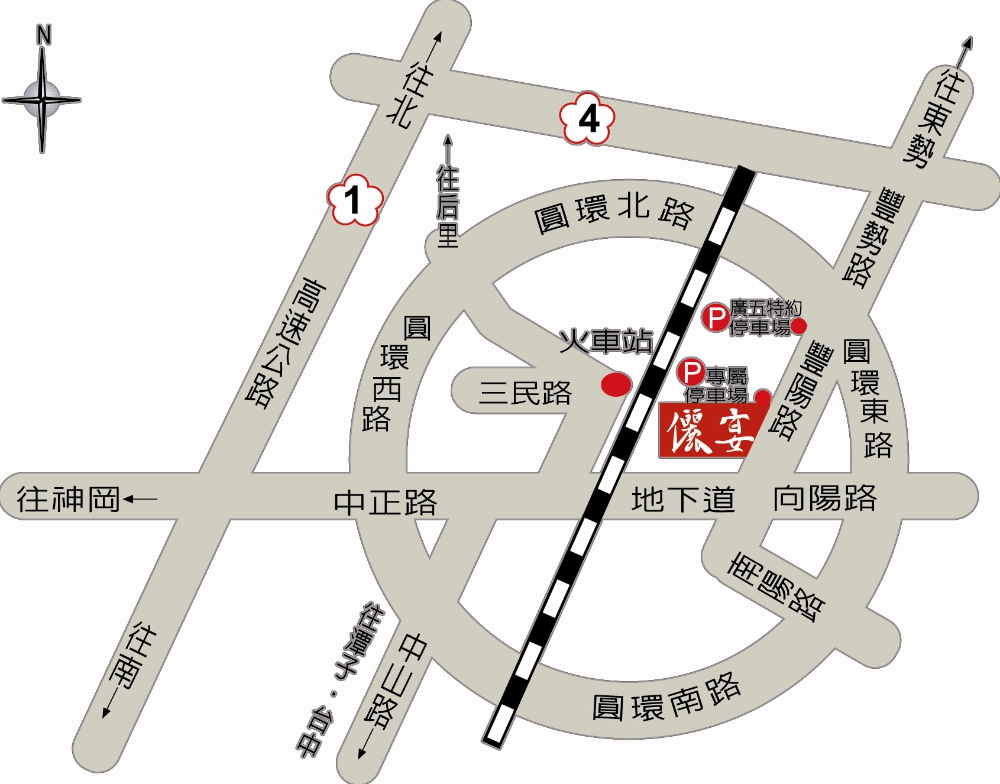 N
往北
往東勢
4
1
往后里
圓環北路
豐勢路
高速公路
圓環西路
火車站
三民路
P
廣五特約
停車場
P
專屬
停車場
儷宴
豐陽路
圓環東路
往神岡
中正路
地下道
向陽路
南陽路
往南
往潭子·台中
中山路
圓環南路